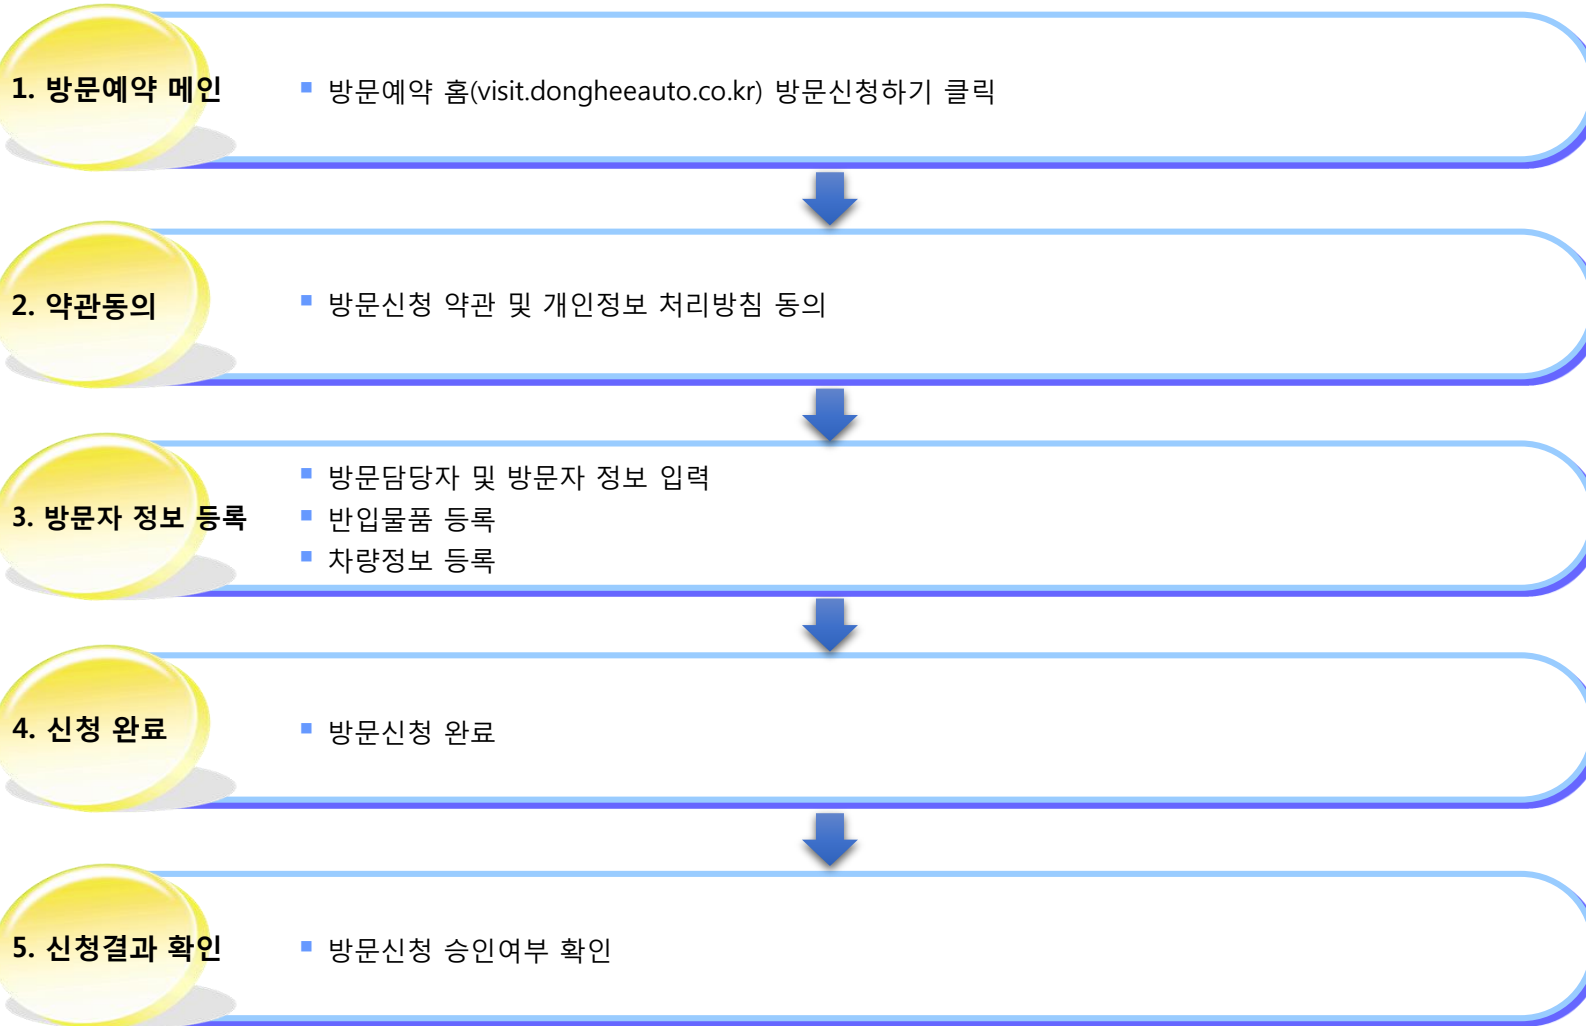 1. 방문예약 메인
▪ 방문예약 홈(visit.dongheeauto.co.kr) 방문신청하기 클릭
2. 약관동의
▪ 방문신청 약관 및 개인정보 처리방침 동의
3. 방문자 정보 등록
▪ 방문담당자 및 방문자 정보 입력
▪ 반입물품 등록
▪ 차량정보 등록
4. 신청 완료
▪ 방문신청 완료
5. 신청결과 확인
▪ 방문신청 승인여부 확인